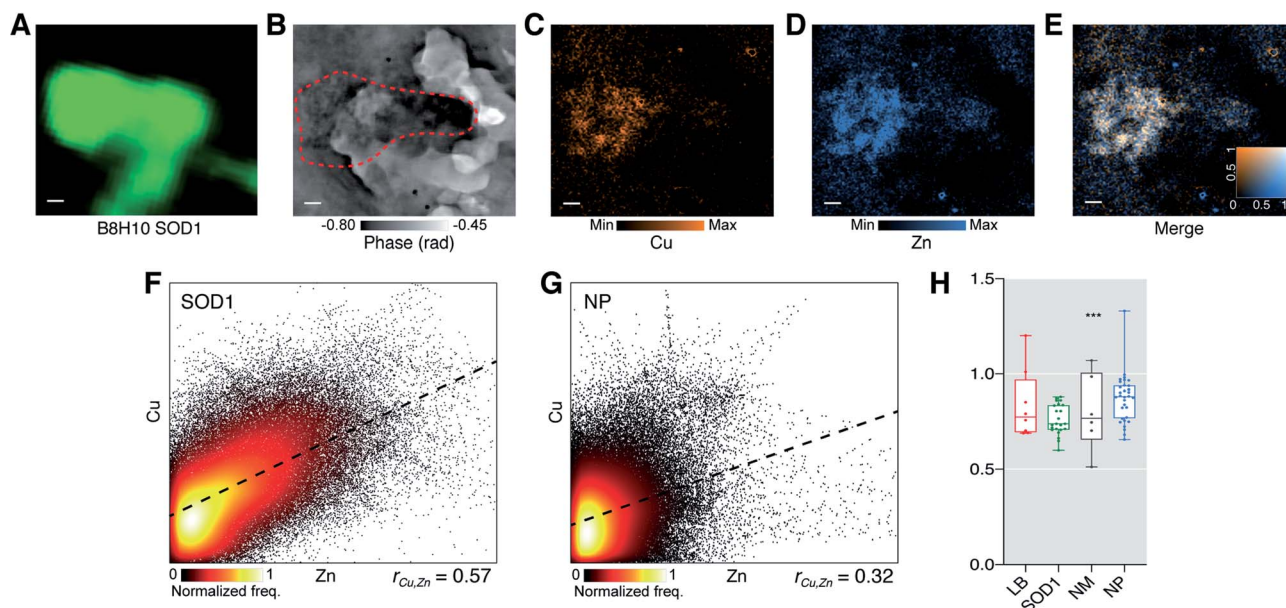 A
B8H10 SOD1
B
-0.80 -0.45
Phase (rad)
C
Min Max
Cu
D
Min Max
Zn
E
1
0.5
0 0.5 1
Merge
F
SOD1
Cu
0 1
Normalized freq.
Zn
rCu,Zn = 0.57
G
NP
Cu
0 1
Normalized freq.
Zn
rCu,Zn = 0.32
H
1.5
1.0
0.5
0.0
***
LB
SOD1
NM
NP